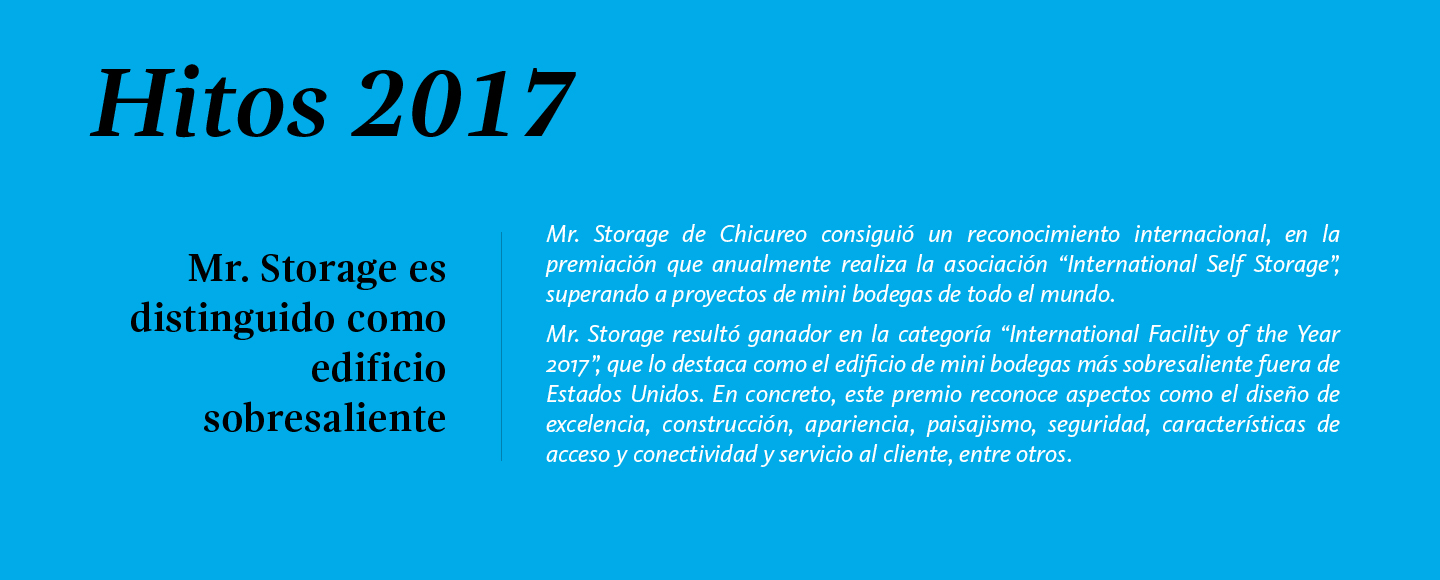 Hitos 2017
Mr. Storage es
distinguido como
edificio
sobresaliente
Mr. Storage de Chicureo consiguió un reconocimiento internacional, en la
premiación que anualmente realiza la asociación “International Self Storage”,
superando a proyectos de mini bodegas de todo el mundo.
Mr. Storage resultó ganador en la categoría “International Facility of the Year
2017”, que lo destaca como el edificio de mini bodegas más sobresaliente fuera de
Estados Unidos. En concreto, este premio reconoce aspectos como el diseño de
excelencia, construcción, apariencia, paisajismo, seguridad, características de
acceso y conectividad y servicio al cliente, entre otros.